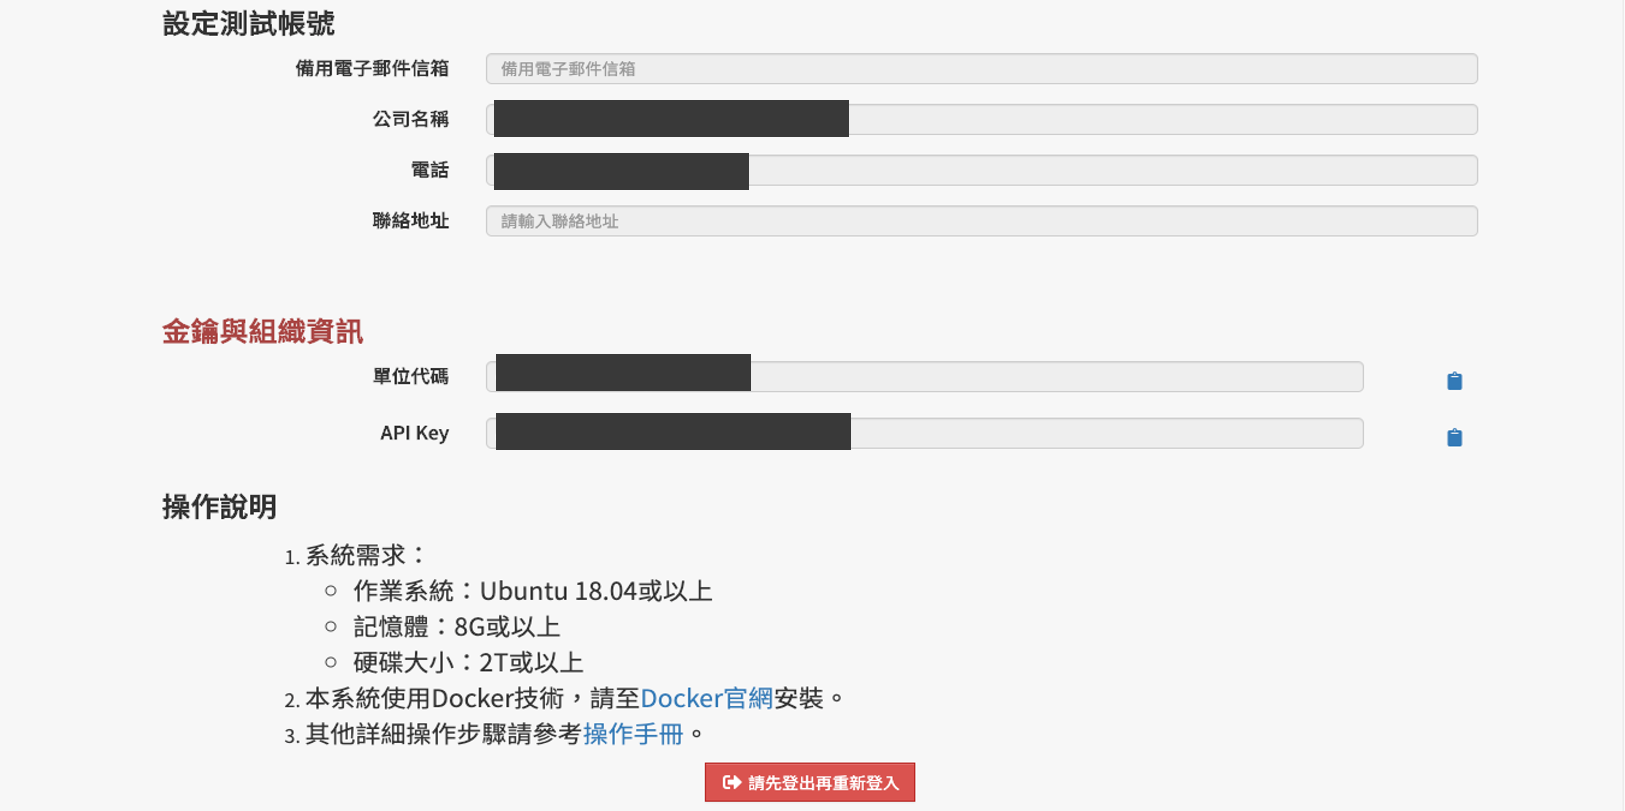 設定測試帳號
備用電子郵件信箱 備用電子郵件信箱
公司名稱
電話
聯絡地址 請輸入聯絡地址
金鑰與組織資訊
單位代碼
API Key
操作說明
1. 系統需求：
○ 作業系統：Ubuntu 18.04或以上
○ 記憶體：8G或以上
○ 硬碟大小：2T或以上
2. 本系統使用Docker技術，請至Docker官網安裝。
3. 其他詳細操作步驟請參考操作手冊。
請先登出再重新登入